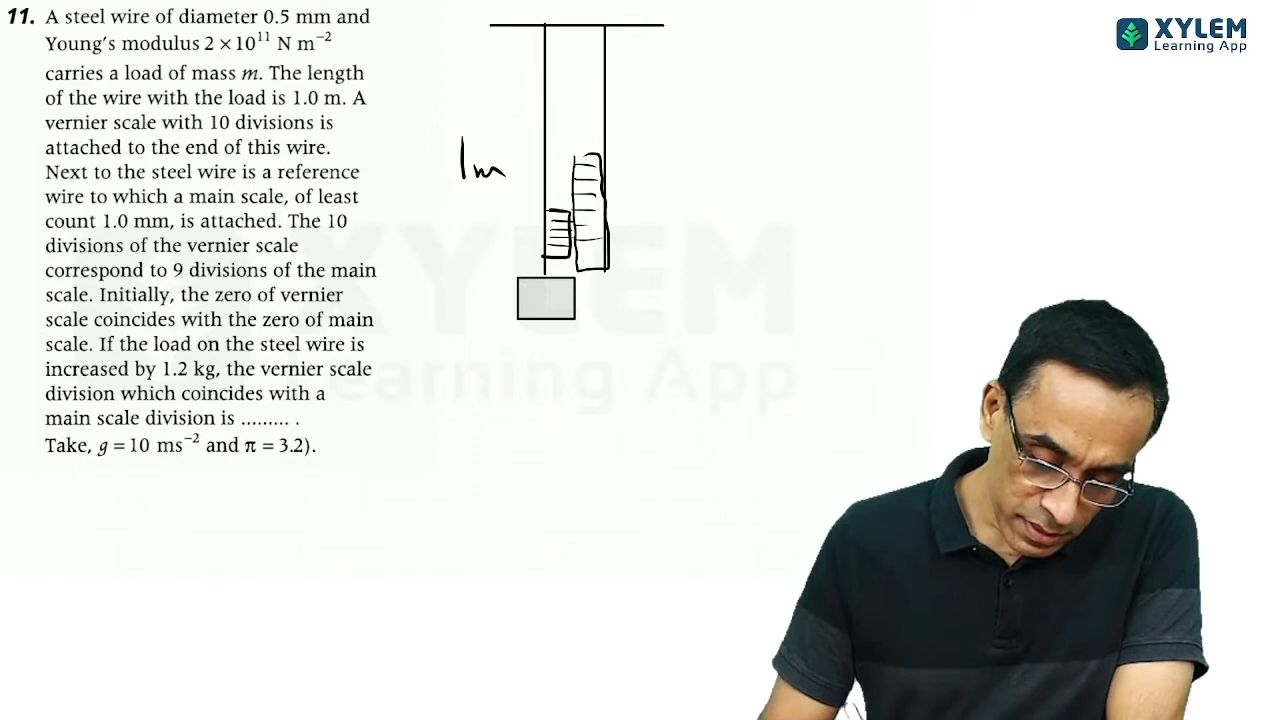 11. A steel wire of diameter 0.5 mm and
Young's modulus 2 × 10¹¹ N m⁻²
carries a load of mass m. The length
of the wire with the load is 1.0 m. A
vernier scale with 10 divisions is
attached to the end of this wire.
Next to the steel wire is a reference
wire to which a main scale, of least
count 1.0 mm, is attached. The 10
divisions of the vernier scale
correspond to 9 divisions of the main
scale. Initially, the zero of vernier
scale coincides with the zero of main
scale. If the load on the steel wire is
increased by 1.2 kg, the vernier scale
division which coincides with a
main scale division is ......... .
Take, g = 10 ms⁻² and π = 3.2).
1m
XYLEM
Learning App
XYLEM
Learning App